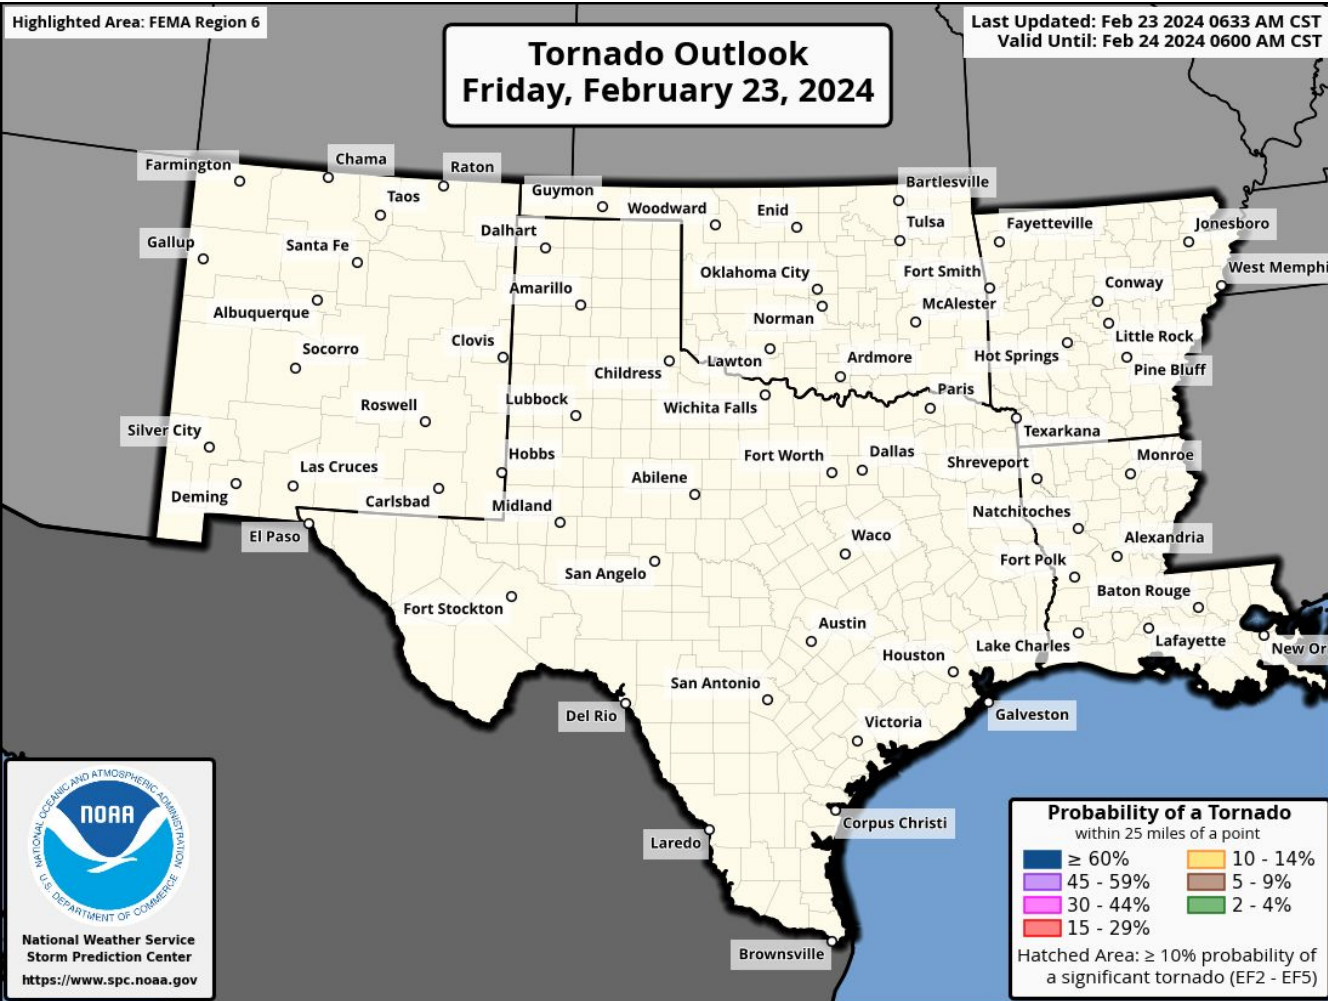 Highlighted Area: FEMA Region 6
Tornado Outlook
Friday, February 23, 2024
Last Updated: Feb 23 2024 0633 AM CST
Valid Until: Feb 24 2024 0600 AM CST
Farmington
Chama
Raton
Taos
Guymon
Woodward
Enid
Bartlesville
Tulsa
Fayetteville
Jonesboro
Gallup
Santa Fe
Dalhart
Oklahoma City
Fort Smith
West Memphi
Amarillo
Conway
Albuquerque
Norman
McAlester
Little Rock
Socorro
Clovis
Childress
Lawton
Ardmore
Hot Springs
Pine Bluff
Roswell
Lubbock
Wichita Falls
Paris
Texarkana
Silver City
Las Cruces
Hobbs
Fort Worth
Dallas
Shreveport
Monroe
Deming
Carlsbad
Midland
Abilene
Natchitoches
El Paso
Waco
Alexandria
San Angelo
Fort Polk
Fort Stockton
Baton Rouge
Austin
Lake Charles
Lafayette
New Or
Houston
San Antonio
Del Rio
Victoria
Galveston
Corpus Christi
Laredo
Brownsville
NATIONAL OCEANIC AND ATMOSPHERIC ADMINISTRATION
NOAA
U.S. DEPARTMENT OF COMMERCE
National Weather Service
Storm Prediction Center
https://www.spc.noaa.gov
Probability of a Tornado
within 25 miles of a point
≥ 60%
45 - 59%
30 - 44%
15 - 29%
10 - 14%
5 - 9%
2 - 4%
Hatched Area: ≥ 10% probability of
a significant tornado (EF2 - EF5)